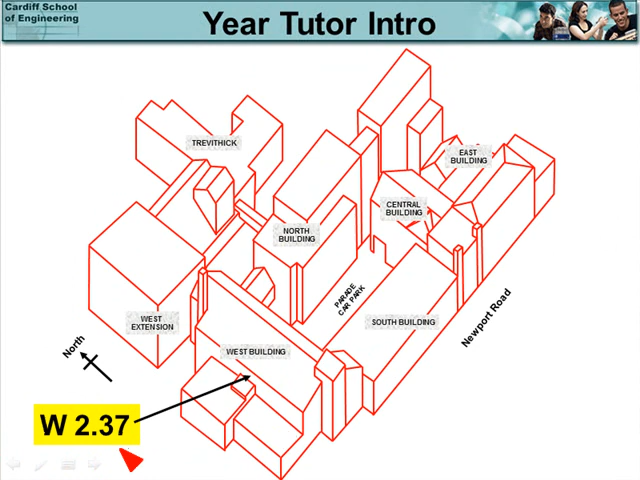 Cardiff School
of Engineering
Year Tutor Intro
TREVITHICK
EAST
BUILDING
CENTRAL
BUILDING
NORTH
BUILDING
PARADE
CAR PARK
WEST
EXTENSION
SOUTH BUILDING
Newport Road
North
WEST BUILDING
W 2.37